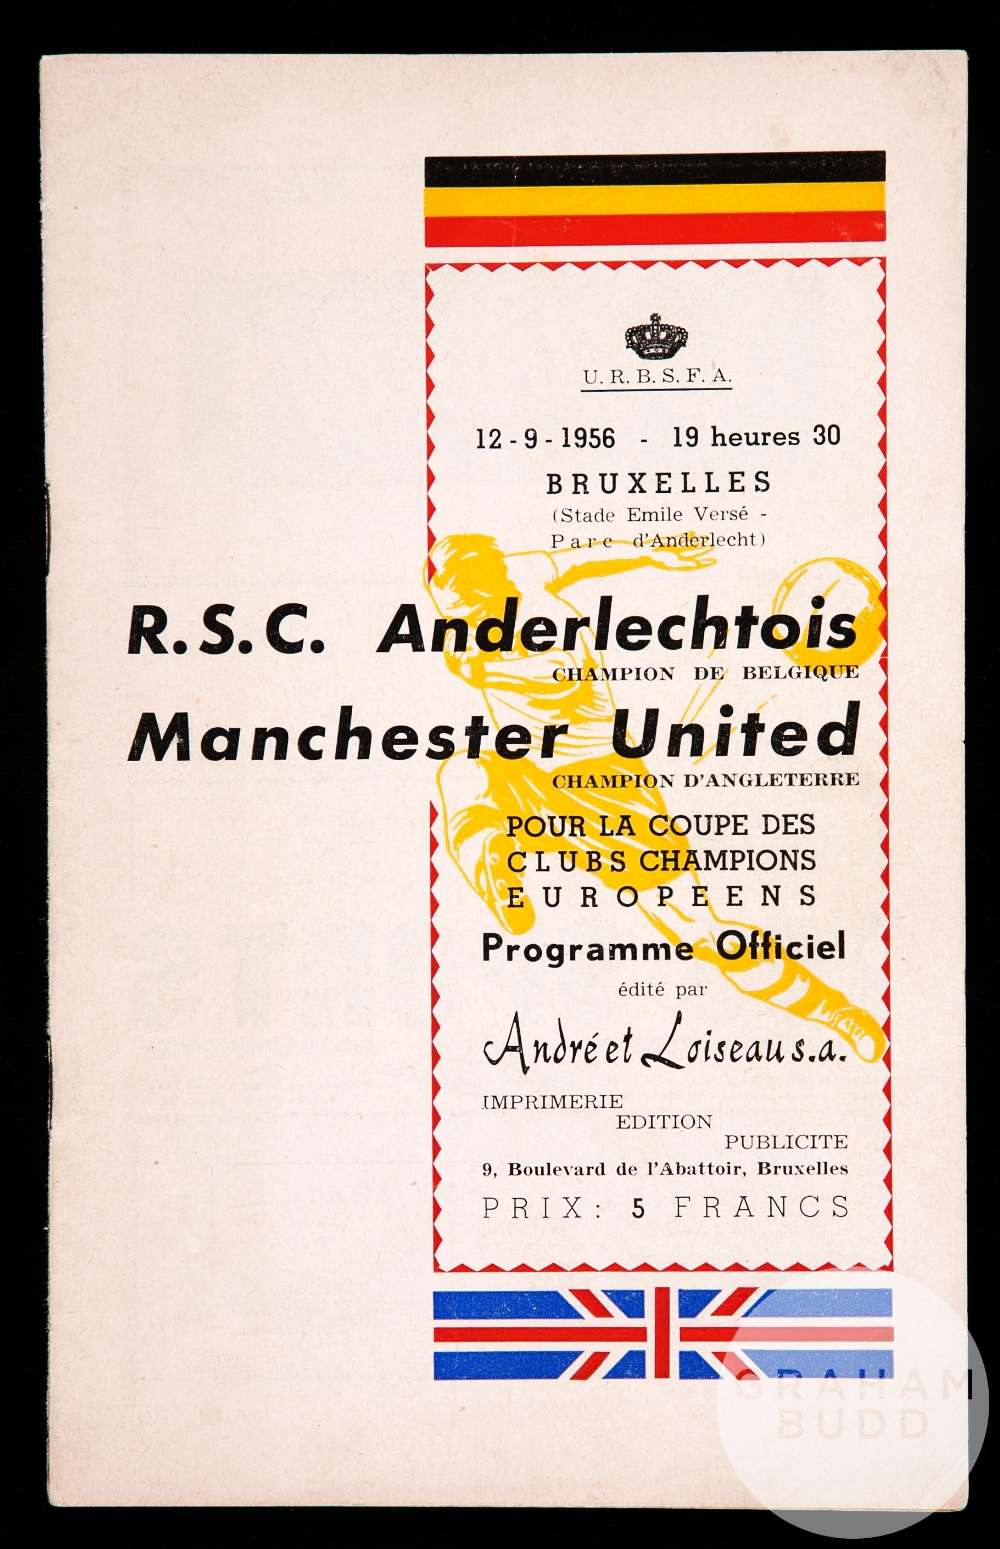 U. R. B. S. F. A.
12 - 9 - 1956 - 19 heures 30
BRUXELLES
(Stade Emile Versé -
Parc d'Anderlecht)
R.S.C. Anderlechtois
CHAMPION DE BELGIQUE
Manchester United
CHAMPION D'ANGLETERRE
POUR LA COUPE DES
CLUBS CHAMPIONS
EUROPEENS
Programme Officiel
édité par
André et Loiseau s.a.
IMPRIMERIE
EDITION
PUBLICITE
9, Boulevard de l'Abattoir, Bruxelles
PRIX: 5 FRANCS
GRAHAM
BUDD